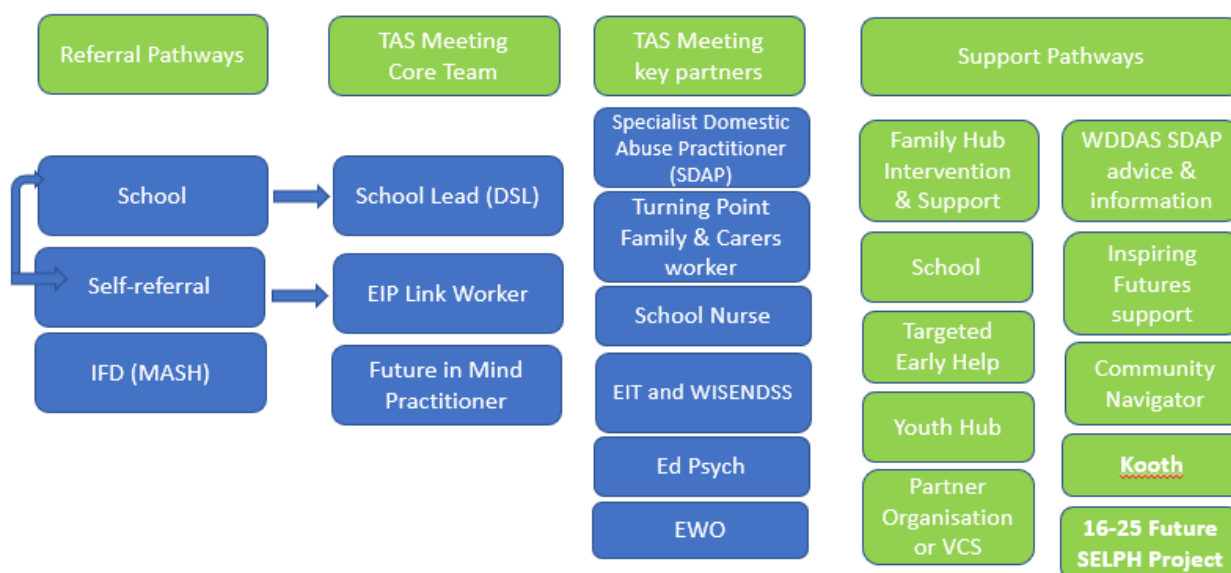 Referral Pathways
TAS Meeting
Core Team
TAS Meeting
key partners
Support Pathways
School
Self-referral
IFD (MASH)
School Lead (DSL)
EIP Link Worker
Future in Mind
Practitioner
Specialist Domestic
Abuse Practitioner
(SDAP)
Turning Point
Family & Carers
worker
School Nurse
EIT and WISENDSS
Ed Psych
EWO
Family Hub
Intervention
& Support
School
Targeted
Early Help
Youth Hub
Partner
Organisation
or VCS
WDDAS SDAP
advice &
information
Inspiring
Futures
support
Community
Navigator
Kooth
16-25 Future
SELPH Project